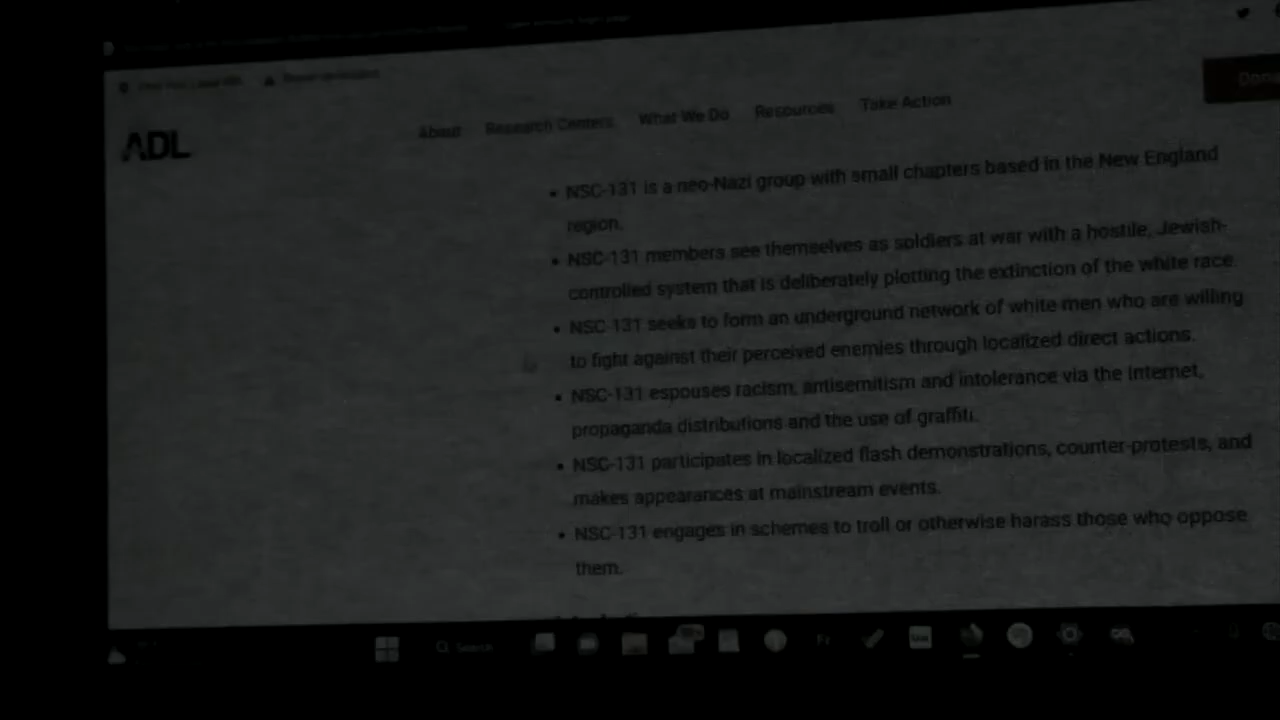 ADL
About Research Centers What We Do Resources Take Action
• NSC-131 is a neo-Nazi group with small chapters based in the New England
region.
• NSC-131 members see themselves as soldiers at war with a hostile, Jewish-
controlled system that is deliberately plotting the extinction of the white race.
• NSC-131 seeks to form an underground network of white men who are willing
to fight against their perceived enemies through localized direct actions.
• NSC-131 espouses racism, antisemitism and intolerance via the Internet,
propaganda distributions and the use of graffiti.
• NSC-131 participates in localized flash demonstrations, counter-protests, and
makes appearances at mainstream events.
• NSC-131 engages in schemes to troll or otherwise harass those who oppose
them.
Search